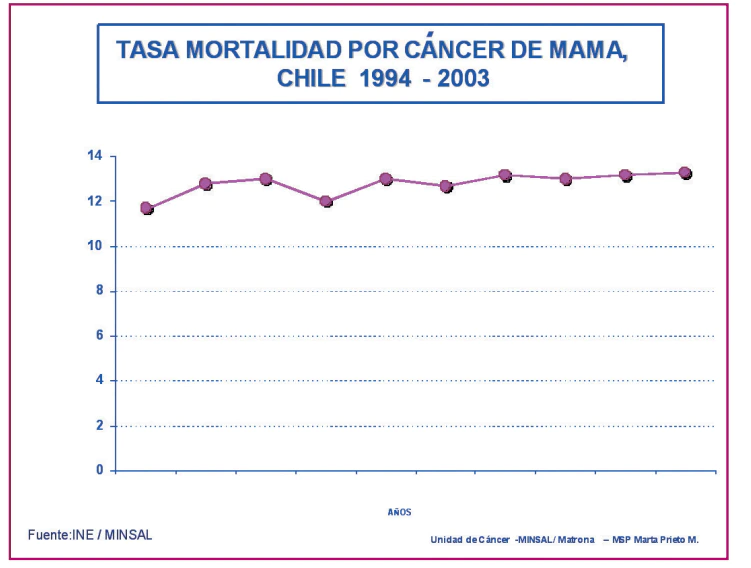 TASA MORTALIDAD POR CÁNCER DE MAMA,
CHILE 1994 - 2003
14
12
10
8
6
4
2
0
AÑOS
Fuente:INE / MINSAL
Unidad de Cáncer -MINSAL/ Matrona – MSP Marta Prieto M.